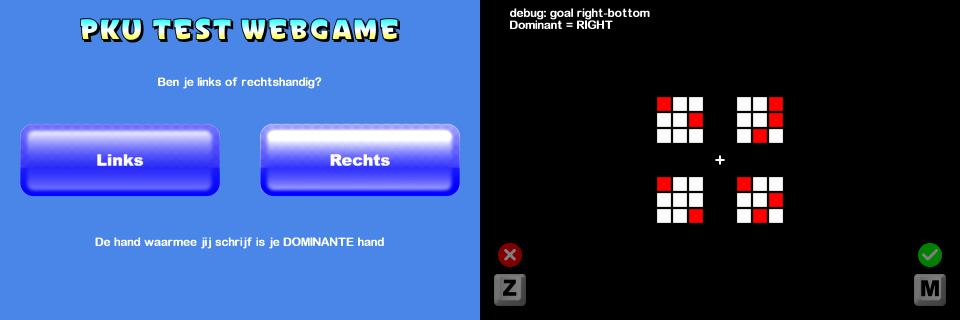 PKU TEST WEBGAME
Ben je links of rechtshandig?
Links
Rechts
De hand waarmee jij schrijf is je DOMINANTE hand
debug: goal right-bottom
Dominant = RIGHT
Z
M